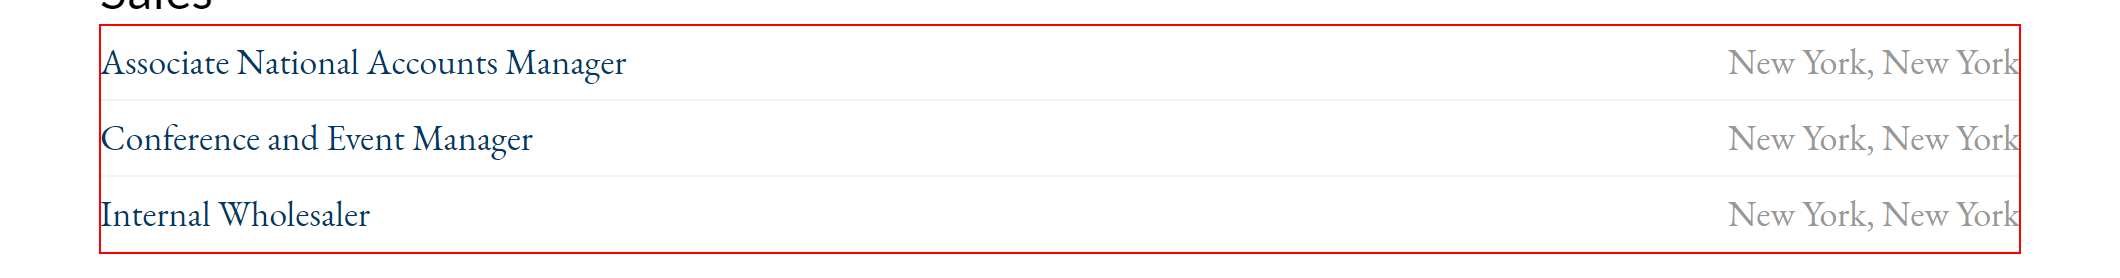 Sales
Associate National Accounts Manager New York, New York
Conference and Event Manager New York, New York
Internal Wholesaler New York, New York